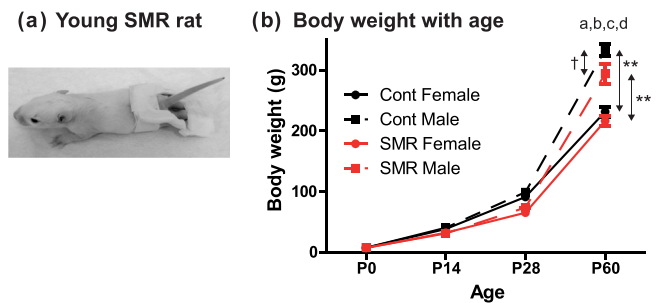 (a) Young SMR rat
(b) Body weight with age
a,b,c,d
†
**
**
Cont Female
Cont Male
SMR Female
SMR Male
Body weight (g)
300
200
100
0
P0 P14 P28 P60
Age